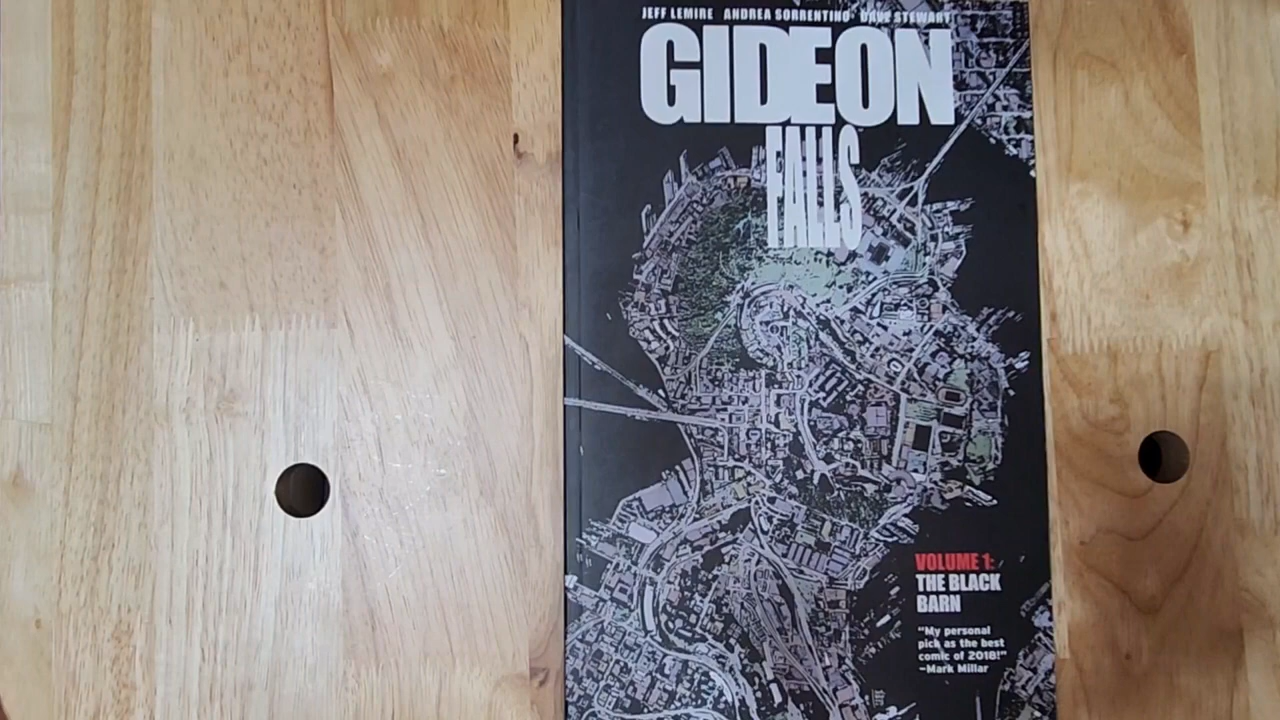 JEFF LEMIRE ANDREA SORRENTINO DAVE STEWART
GIDEON
FALLS
VOLUME 1:
THE BLACK
BARN
"My personal
pick as the best
comic of 2018!"
–Mark Millar